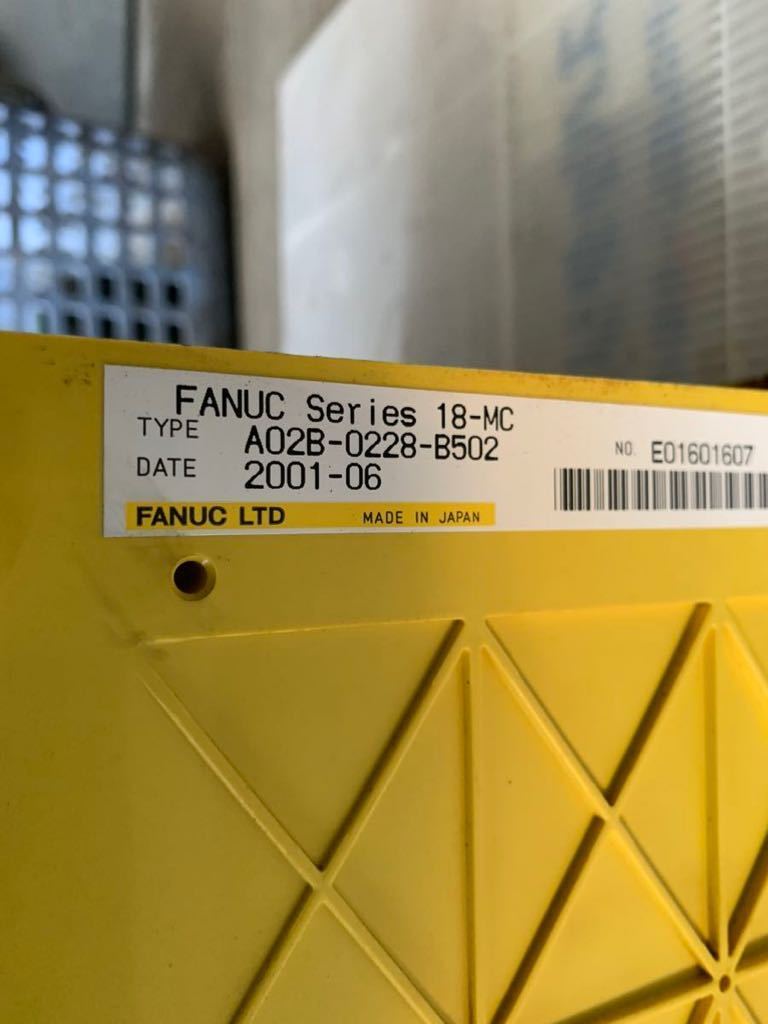 FANUC Series 18-MC
TYPE A02B-0228-B502
NO. E01601607
DATE 2001-06
FANUC LTD MADE IN JAPAN